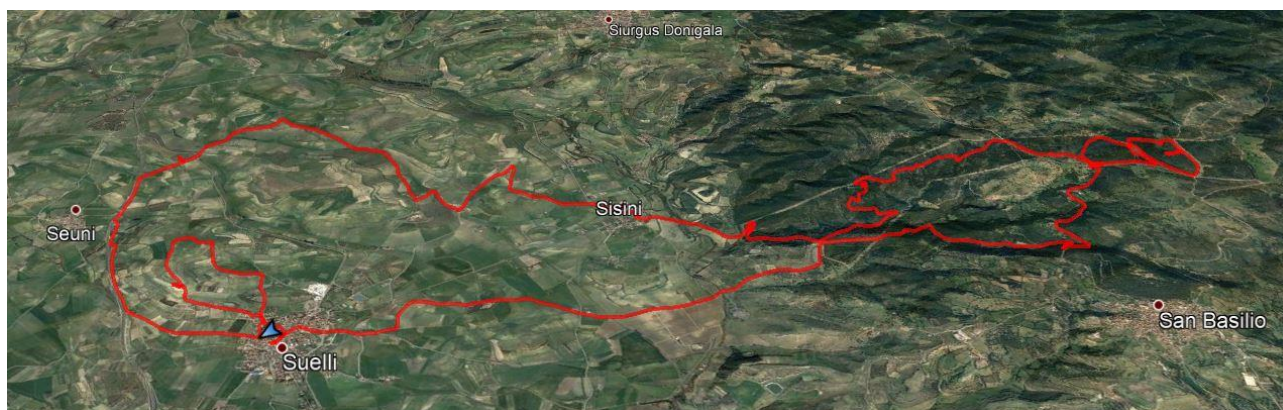 Siurgus Donigala
Seuni
Sisini
San Basilio
Suelli